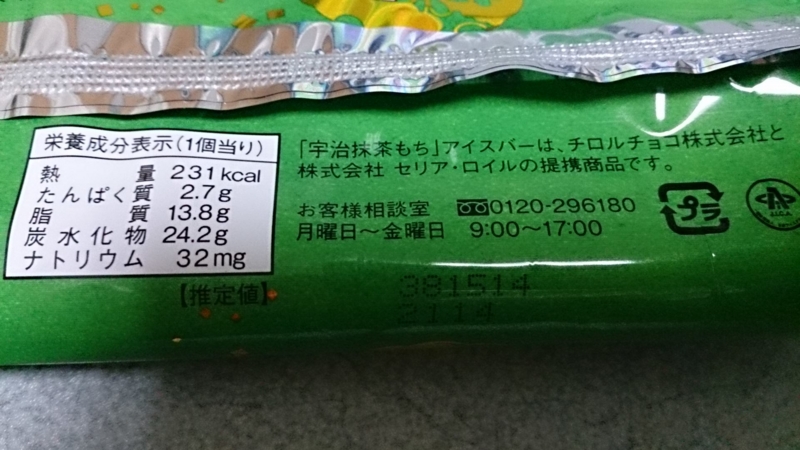 栄養成分表示(1個当り)
熱量 231kcal
たんぱく質 2.7g
脂質 13.8g
炭水化物 24.2g
ナトリウム 32mg
【推定値】
「宇治抹茶もち」アイスバーは、チロルチョコ株式会社と
株式会社 セリア・ロイルの提携商品です。
お客様相談室 0120-296180
月曜日～金曜日 9:00～17:00
プラ
381514
2114